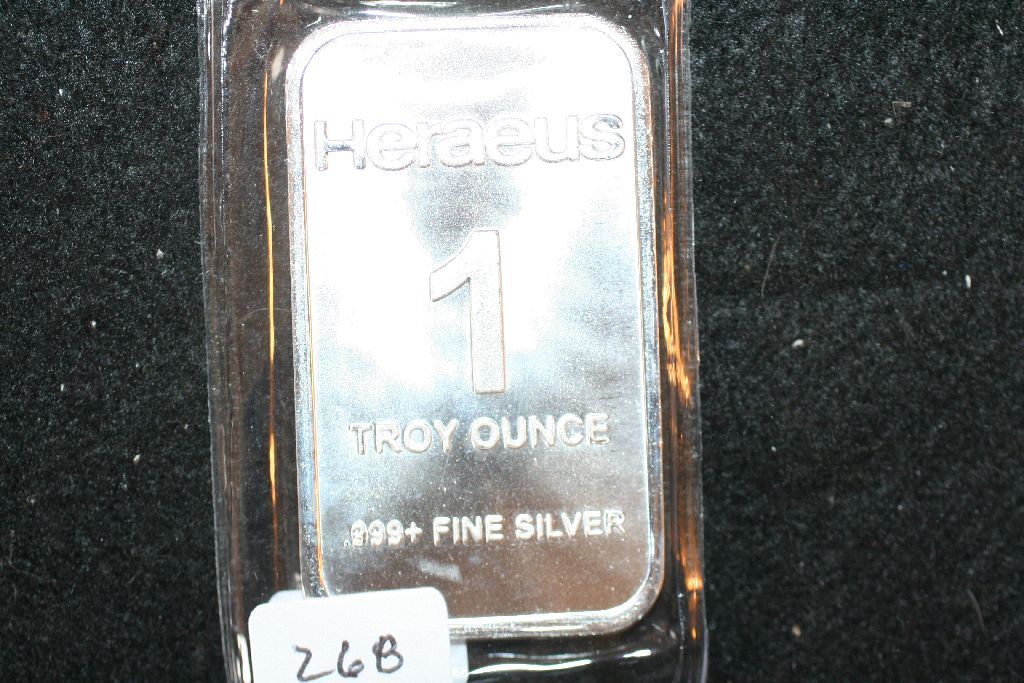 Heraeus
1
TROY OUNCE
.999+ FINE SILVER
26B